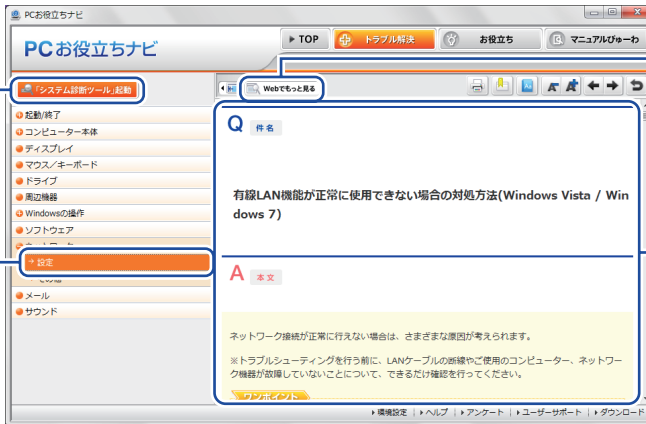 PCお役立ちナビ
PCお役立ちナビ
TOP
トラブル解決
お役立ち
マニュアルびゅーわ
「システム診断ツール」起動
Webでもっと見る
起動/終了
コンピューター本体
ディスプレイ
マウス/キーボード
ドライブ
周辺機器
Windowsの操作
ソフトウェア
設定
メール
サウンド
Q 件名
有線LAN機能が正常に使用できない場合の対処方法(Windows Vista / Win
dows 7)
A 本文
ネットワーク接続が正常に行えない場合は、さまざまな原因が考えられます。
※トラブルシューティングを行う前に、LANケーブルの断線やご使用のコンピューター、ネットワー
ク機器が故障していないことについて、できるだけ確認を行ってください。
ワンポイント
環境設定 ヘルプ アンケート ユーザーサポート ダウンロード